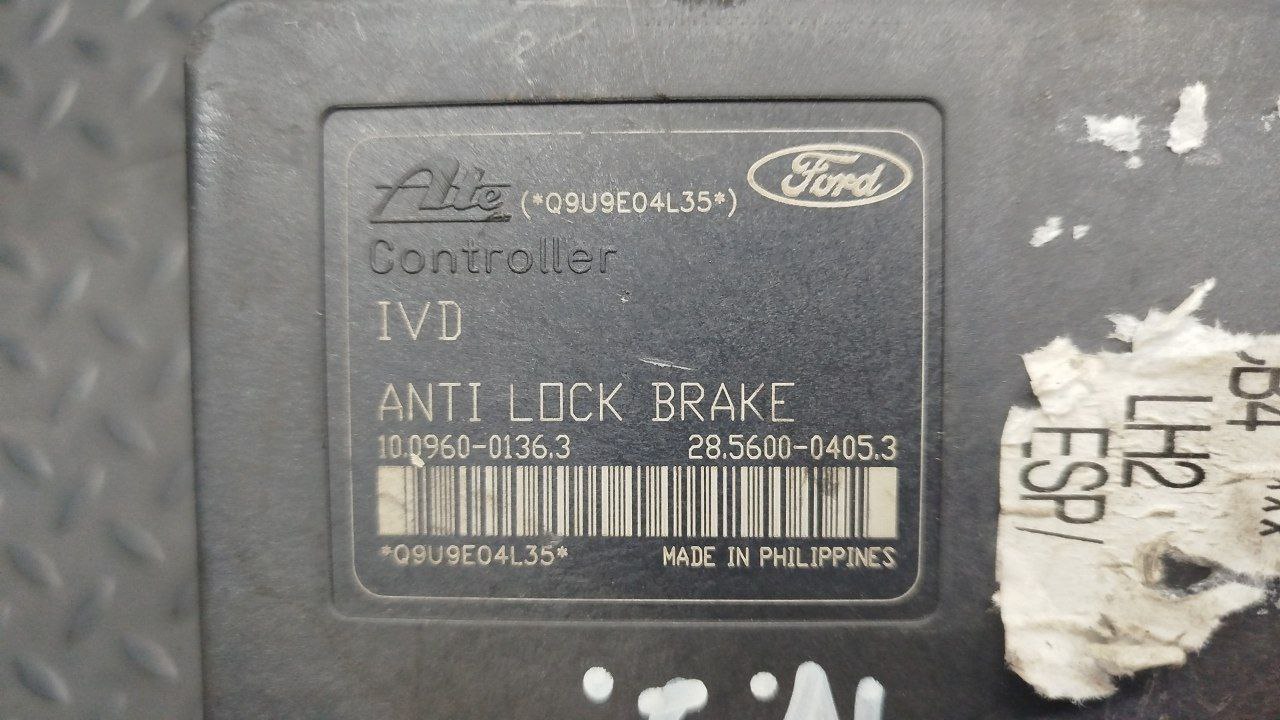 Ate (*Q9U9E04L35*) Ford
Controller
IVD
ANTI LOCK BRAKE
10.0960-0136.3 28.5600-0405.3
*Q9U9E04L35* MADE IN PHILIPPINES
B4
LH2
ESP/